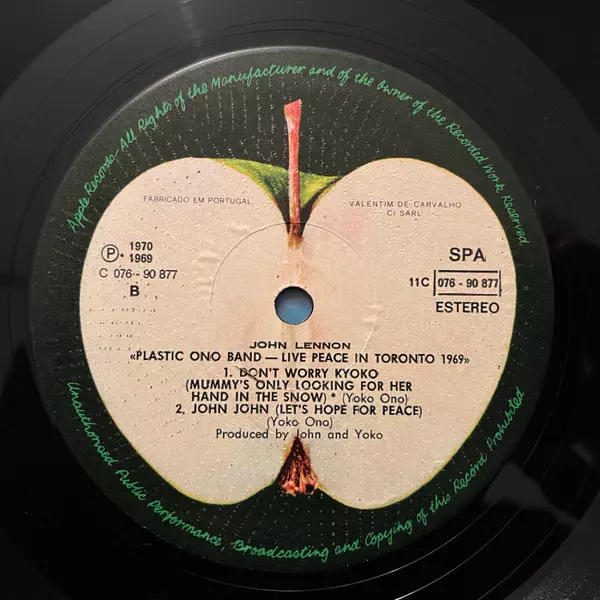 Apple Records-All Rights of the Manufacturer and of the Owner of the Recorded Work Reserved
FABRICADO EM PORTUGAL
VALENTIM DE CARVALHO
CI SARL
℗ • 1970
1969
C 076 - 90 877
B
SPA
11C 076 - 90 877
ESTEREO
JOHN LENNON
«PLASTIC ONO BAND — LIVE PEACE IN TORONTO 1969»
1. DON'T WORRY KYOKO
(MUMMY'S ONLY LOOKING FOR HER
HAND IN THE SNOW) * (Yoko Ono)
2, JOHN JOHN (LET'S HOPE FOR PEACE)
(Yoko Ono)
Produced by John and Yoko
Unauthorised Public Performance, Broadcasting and Copying of this Record Prohibited